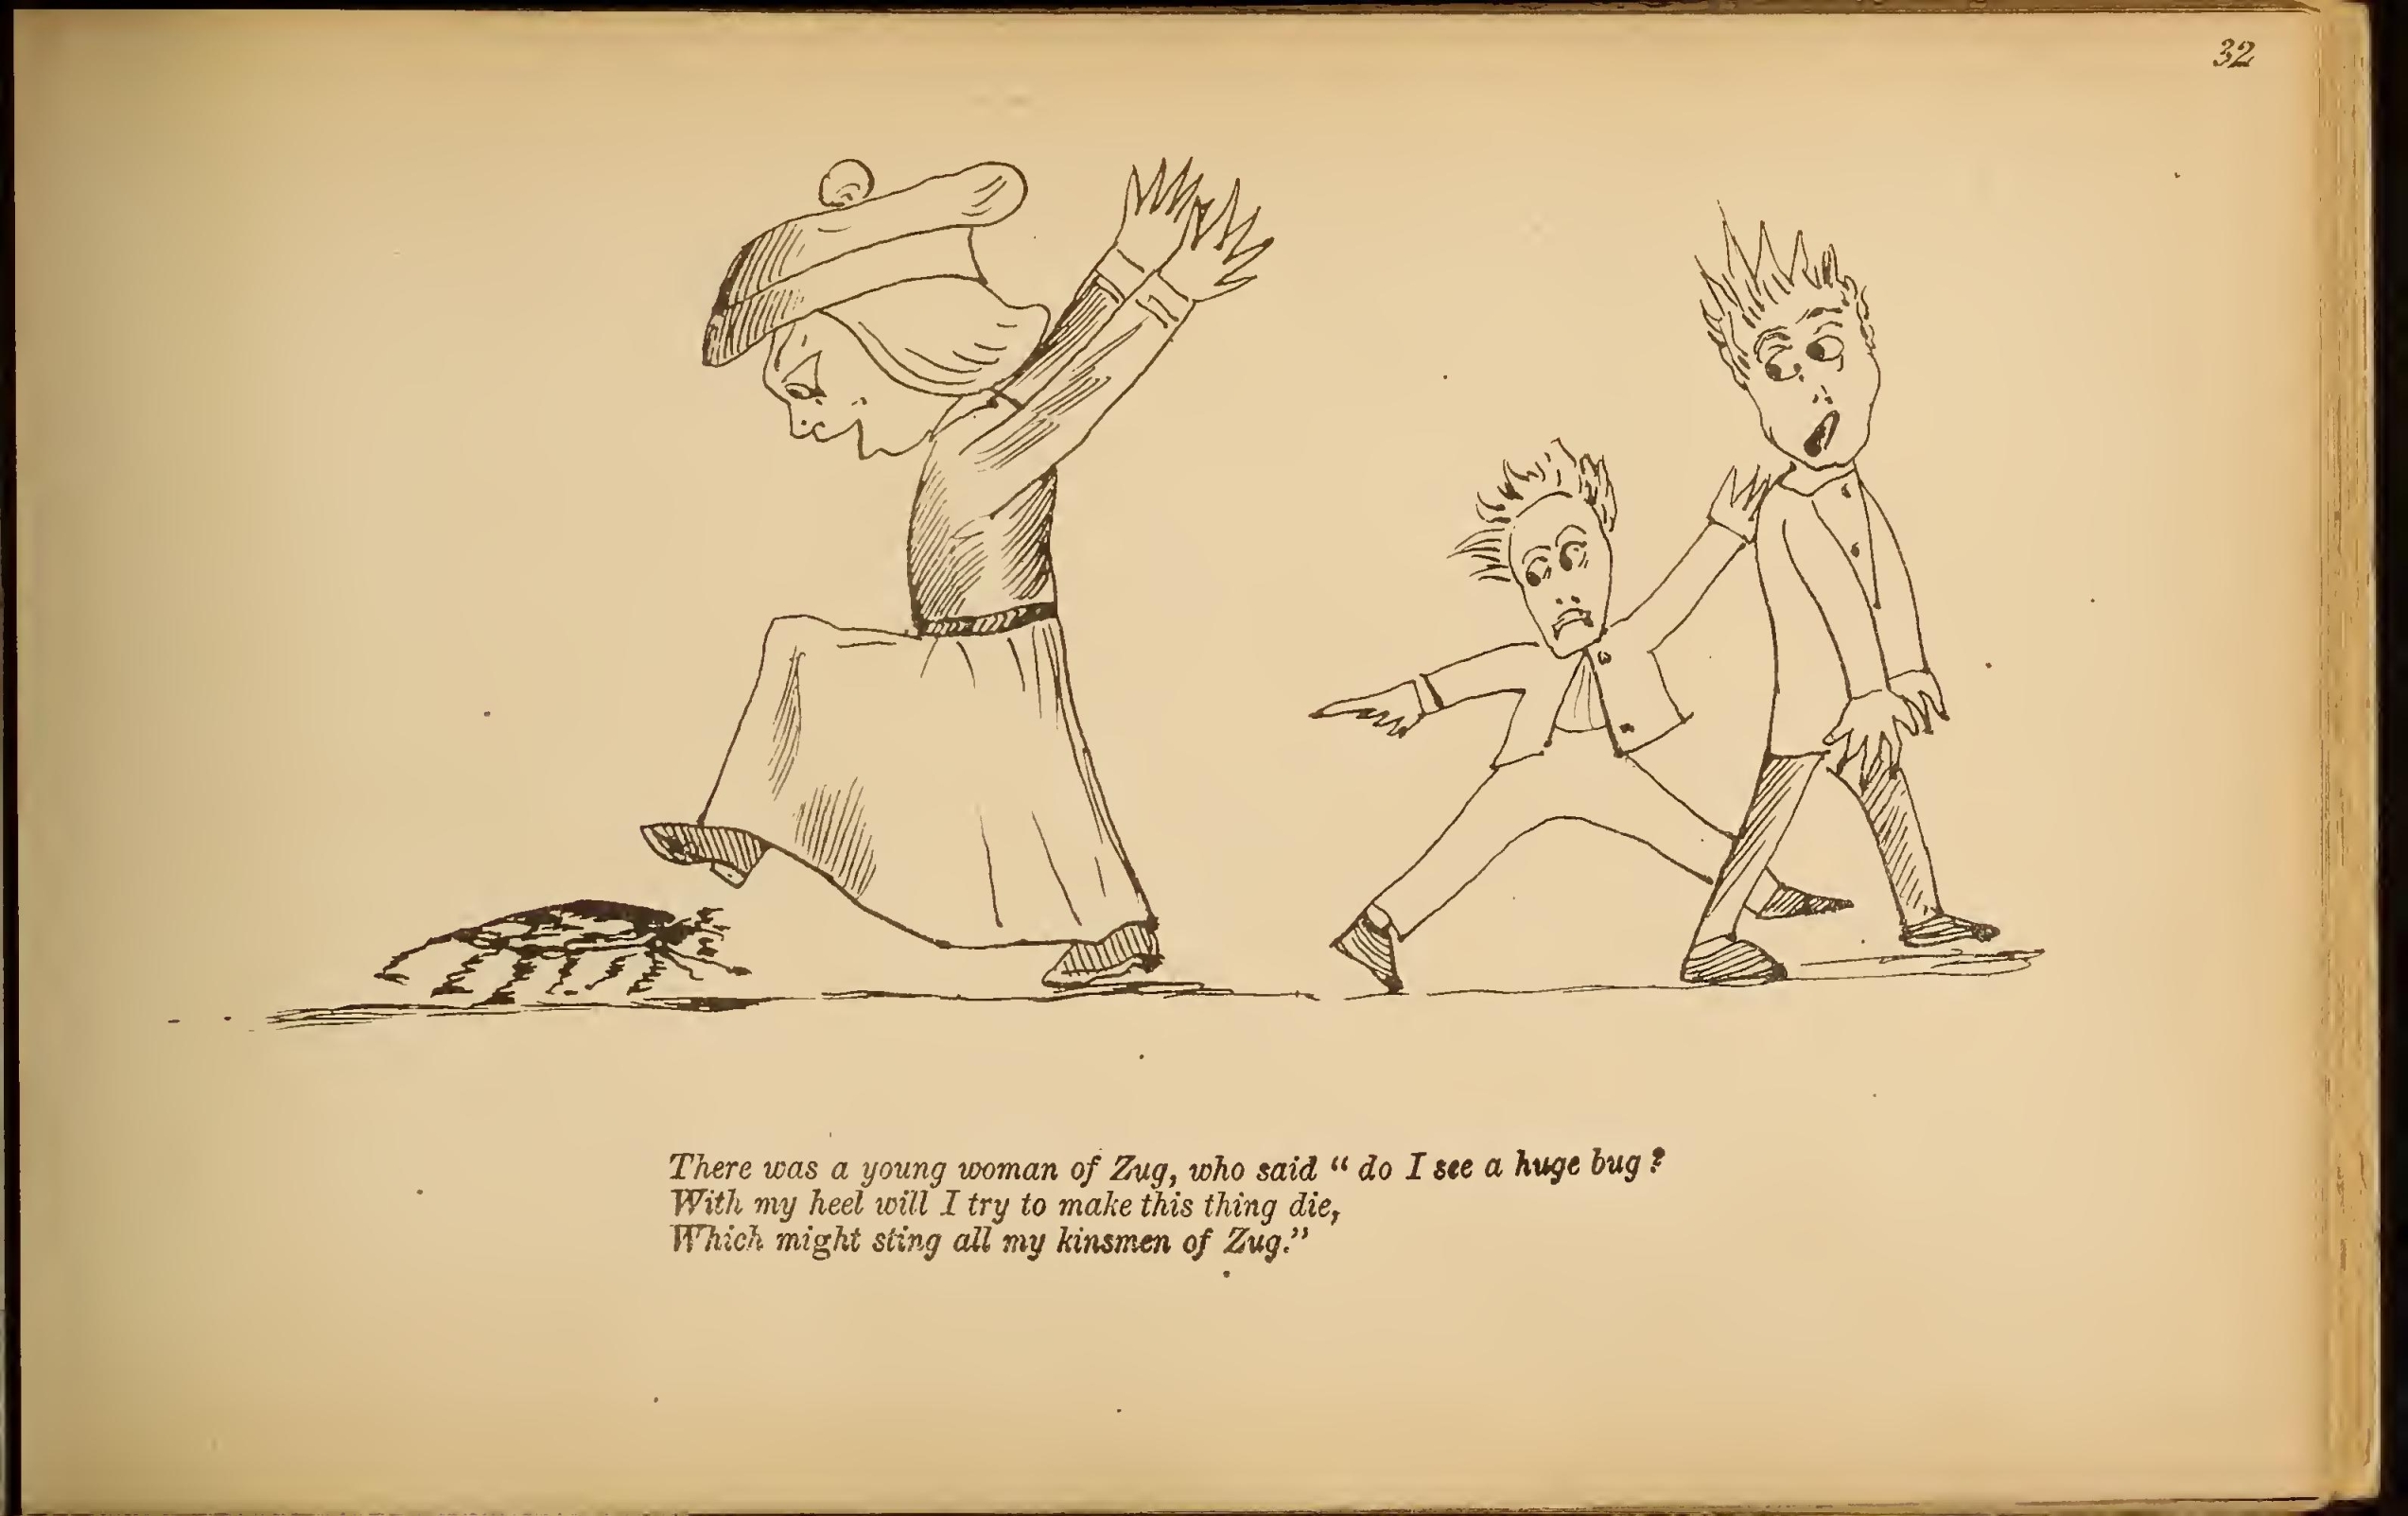 32
There was a young woman of Zug, who said “ do I see a huge bug ?
With my heel will I try to make this thing die,
Which might sting all my kinsmen of Zug.”